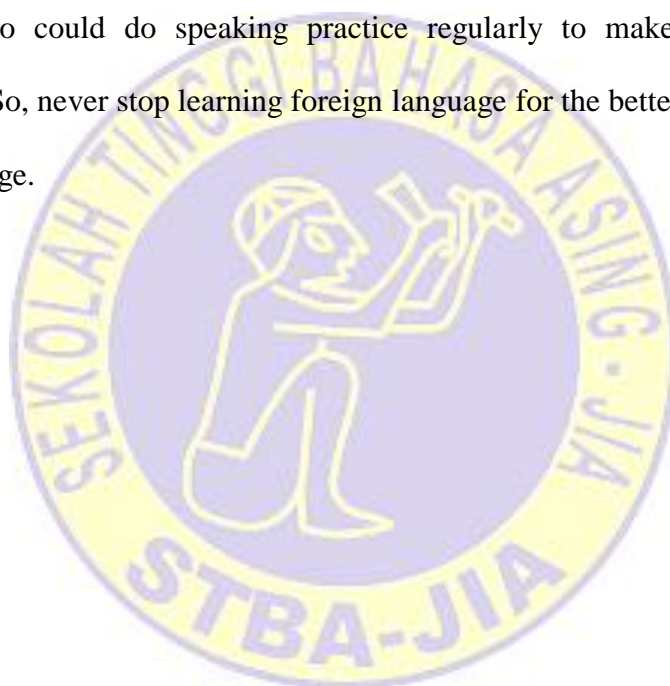 o could do speaking practice regularly to make
So, never stop learning foreign language for the bette
ge.
SEKOLAH TINGGI BAHASA ASING - JIA
STBA-JIA